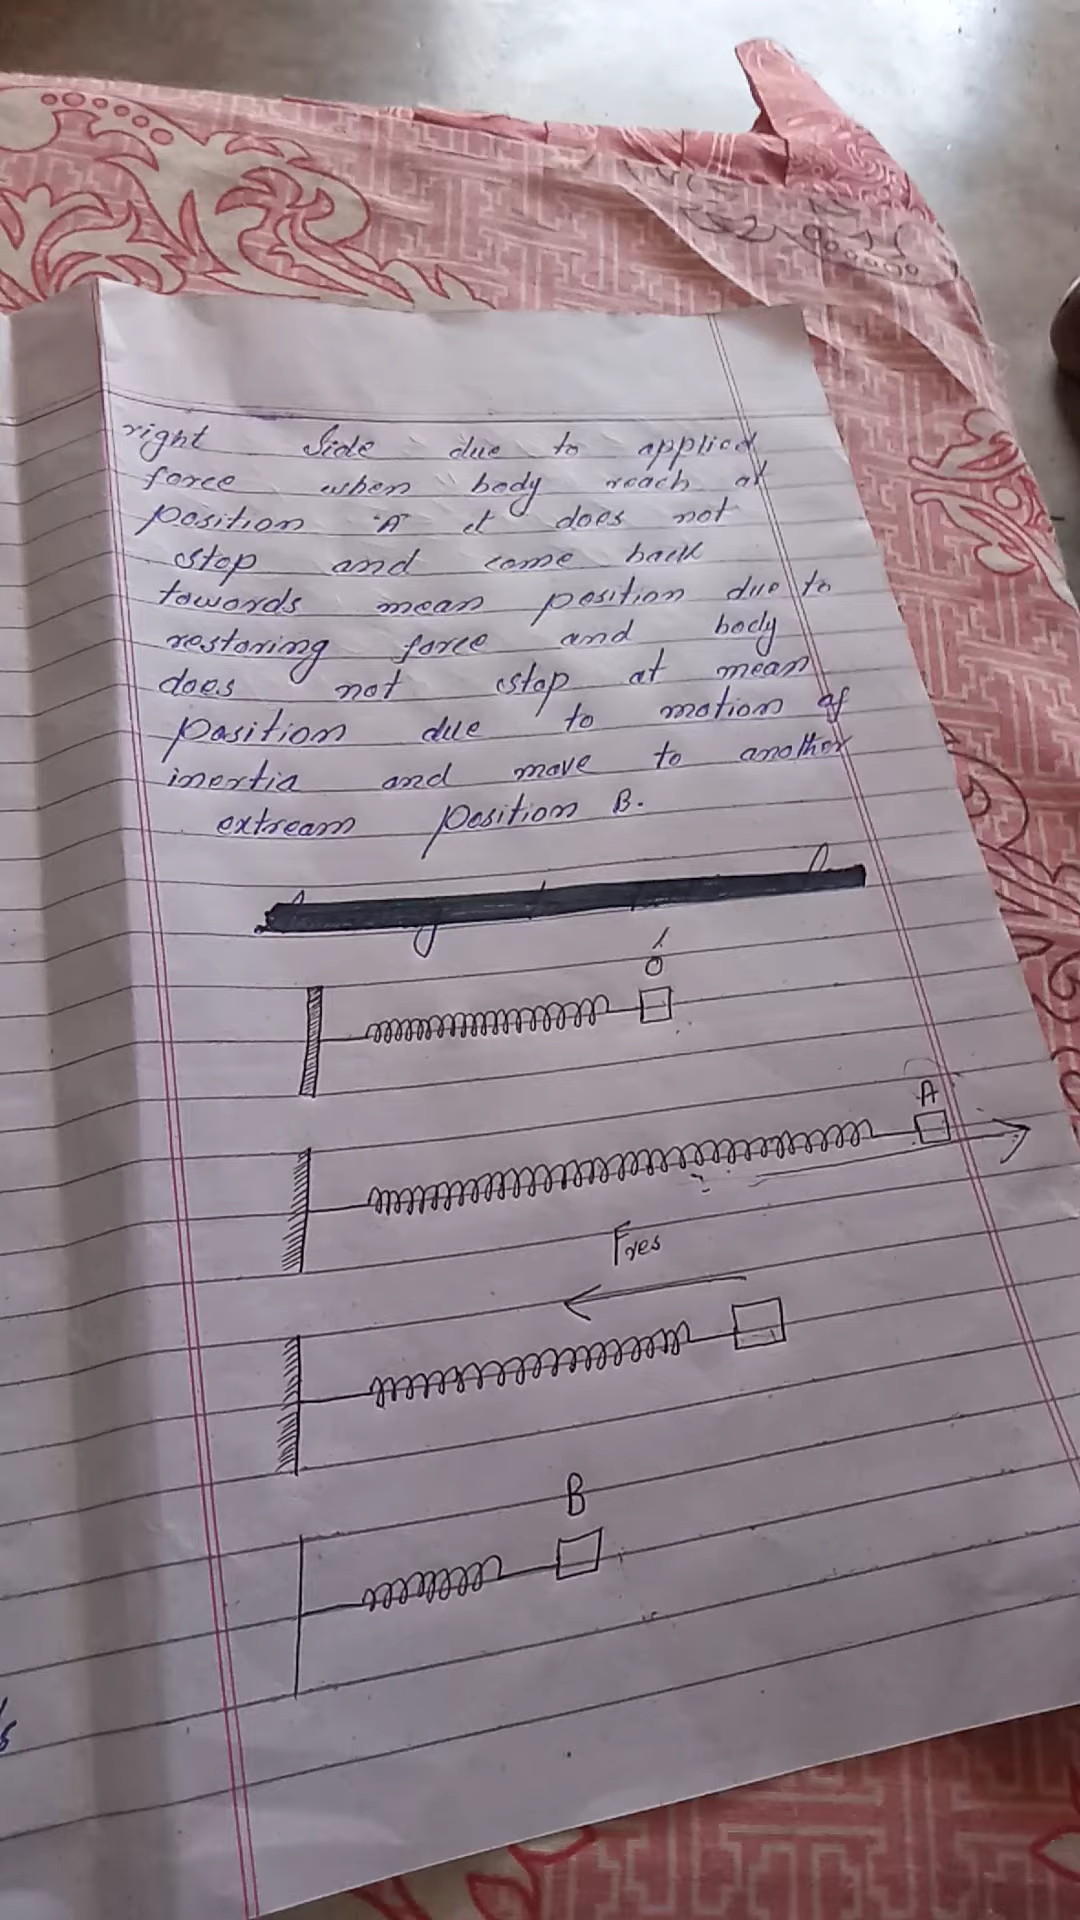 right side due to applied
force when body reach at
position "A" it does not
stop and come back
towords mean position due to
restoring force and body
does not stop at mean
position due to motion of
inertia and move to another
extream position B.
O
A
Fres
B